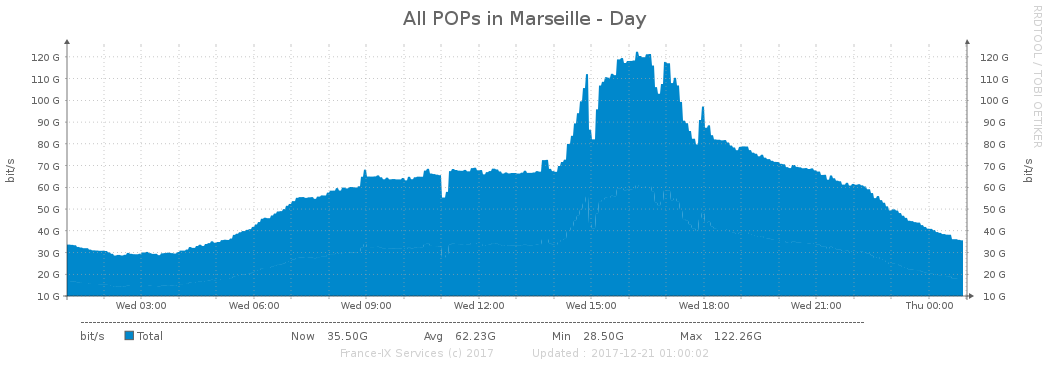 All POPs in Marseille - Day
RRDTOOL / TOBI OETIKER
bit/s
120 G 120 G
110 G 110 G
100 G 100 G
90 G 90 G
80 G 80 G
70 G 70 G
60 G 60 G
50 G 50 G
40 G 40 G
30 G 30 G
20 G 20 G
10 G 10 G
bit/s
Wed 03:00 Wed 06:00 Wed 09:00 Wed 12:00 Wed 15:00 Wed 18:00 Wed 21:00 Thu 00:00
bit/s Total Now 35.50G Avg 62.23G Min 28.50G Max 122.26G
France-IX Services (c) 2017 Updated : 2017-12-21 01:00:02